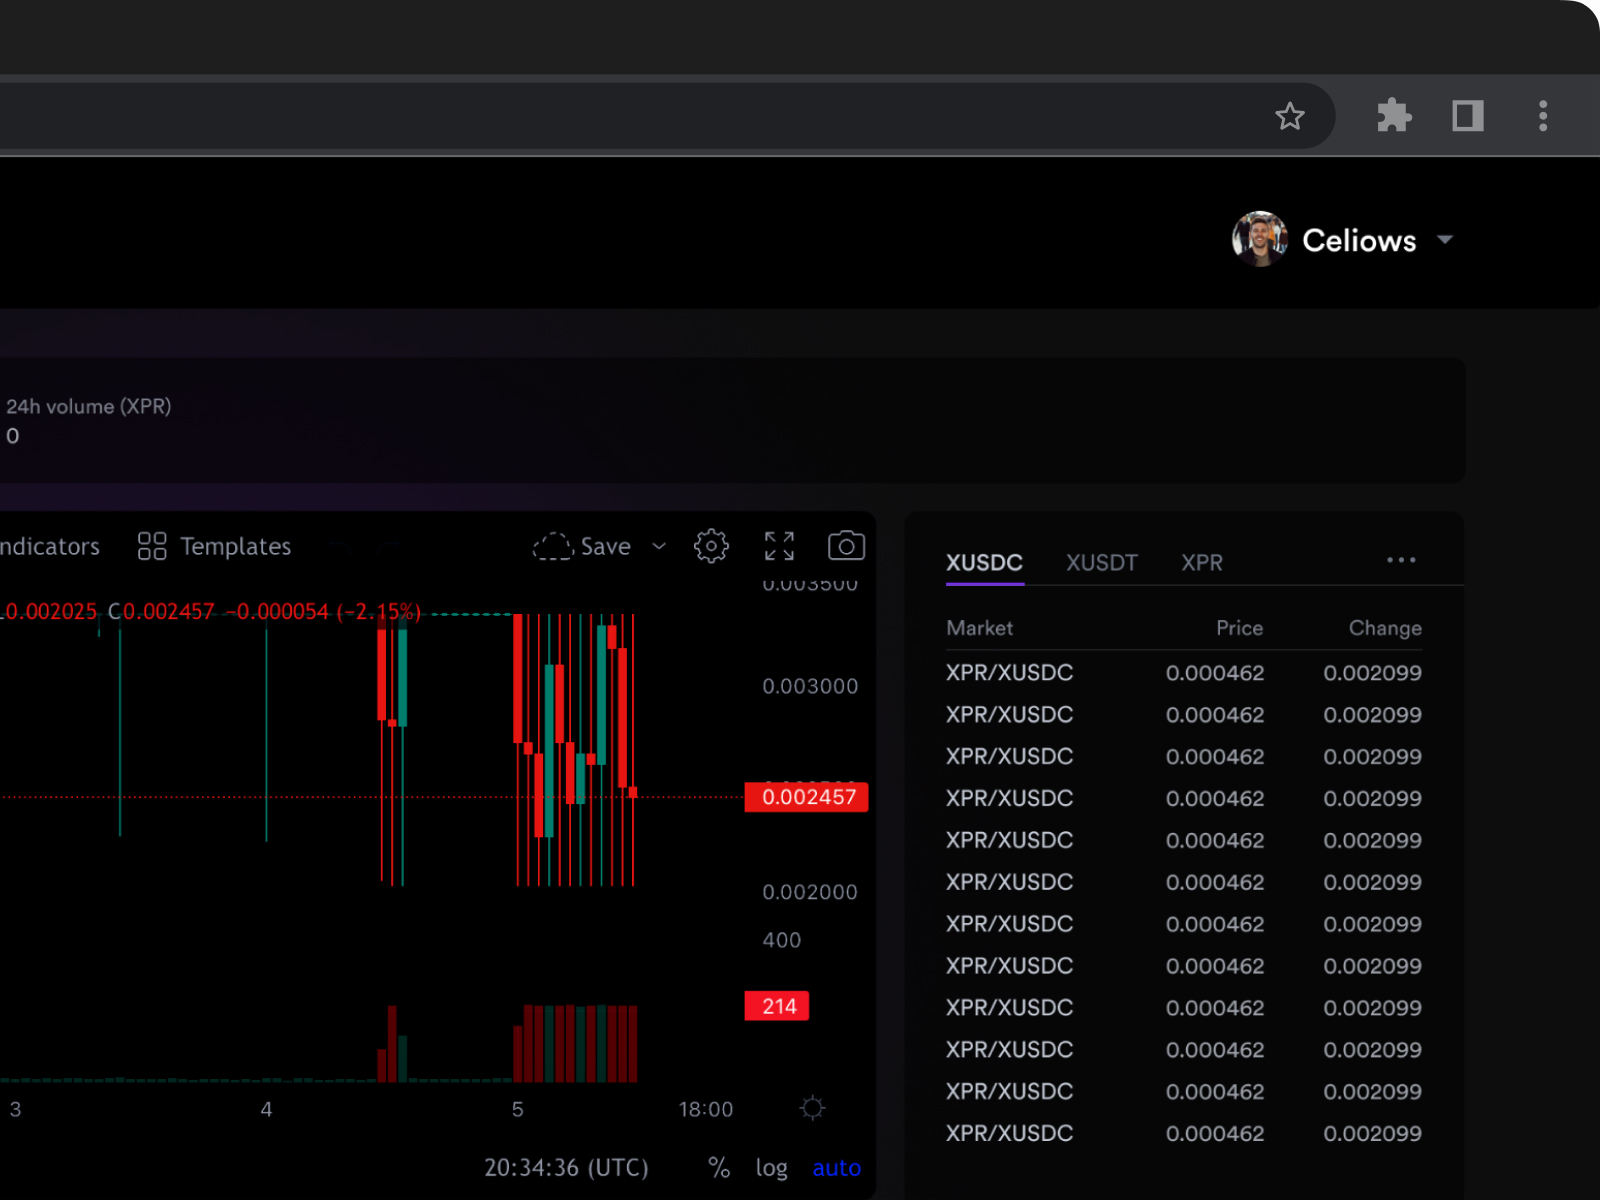 Celiows
24h volume (XPR)
0
ndicators Templates Save
0.003500
0.002025 C0.002457 −0.000054 (−2.15%)
0.003000
0.002457
0.002000
400
214
3 4 5 18:00
20:34:36 (UTC) % log auto
XUSDC XUSDT XPR
Market Price Change
XPR/XUSDC 0.000462 0.002099
XPR/XUSDC 0.000462 0.002099
XPR/XUSDC 0.000462 0.002099
XPR/XUSDC 0.000462 0.002099
XPR/XUSDC 0.000462 0.002099
XPR/XUSDC 0.000462 0.002099
XPR/XUSDC 0.000462 0.002099
XPR/XUSDC 0.000462 0.002099
XPR/XUSDC 0.000462 0.002099
XPR/XUSDC 0.000462 0.002099
XPR/XUSDC 0.000462 0.002099
XPR/XUSDC 0.000462 0.002099